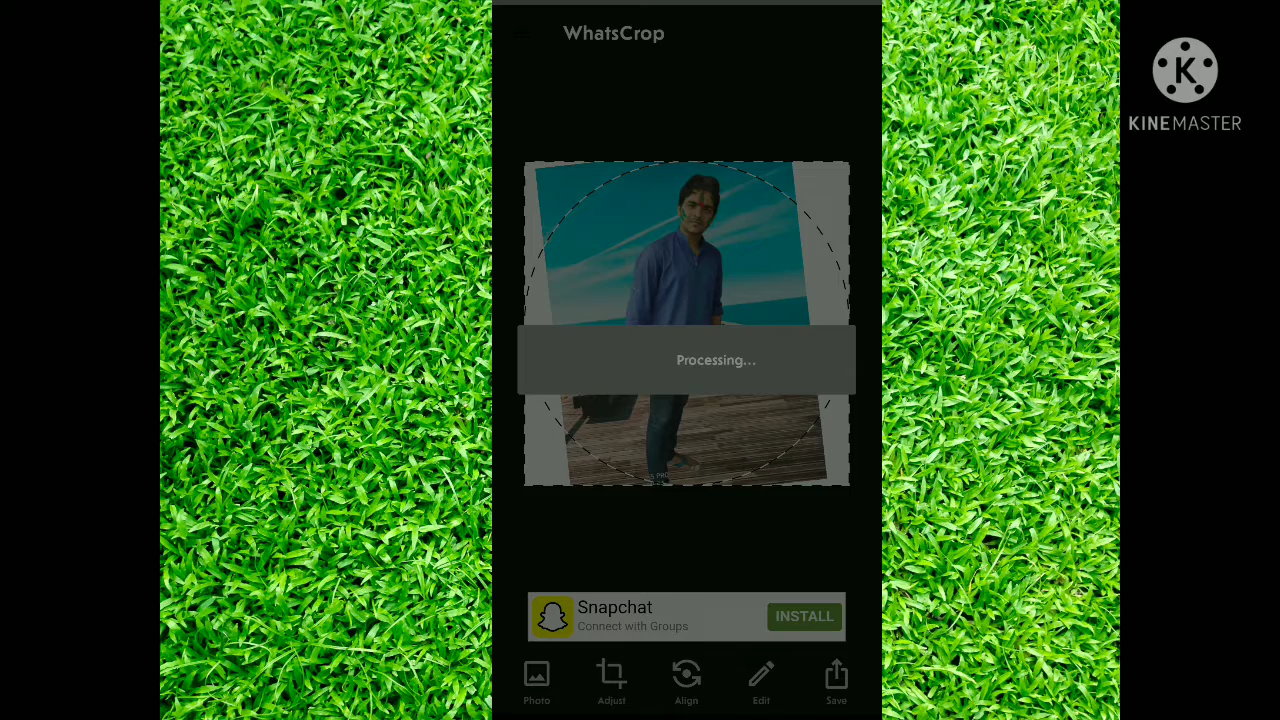 WhatsCrop
KINEMASTER
Processing...
Snapchat
Connect with Groups
INSTALL
Photo
Adjust
Align
Edit
Save